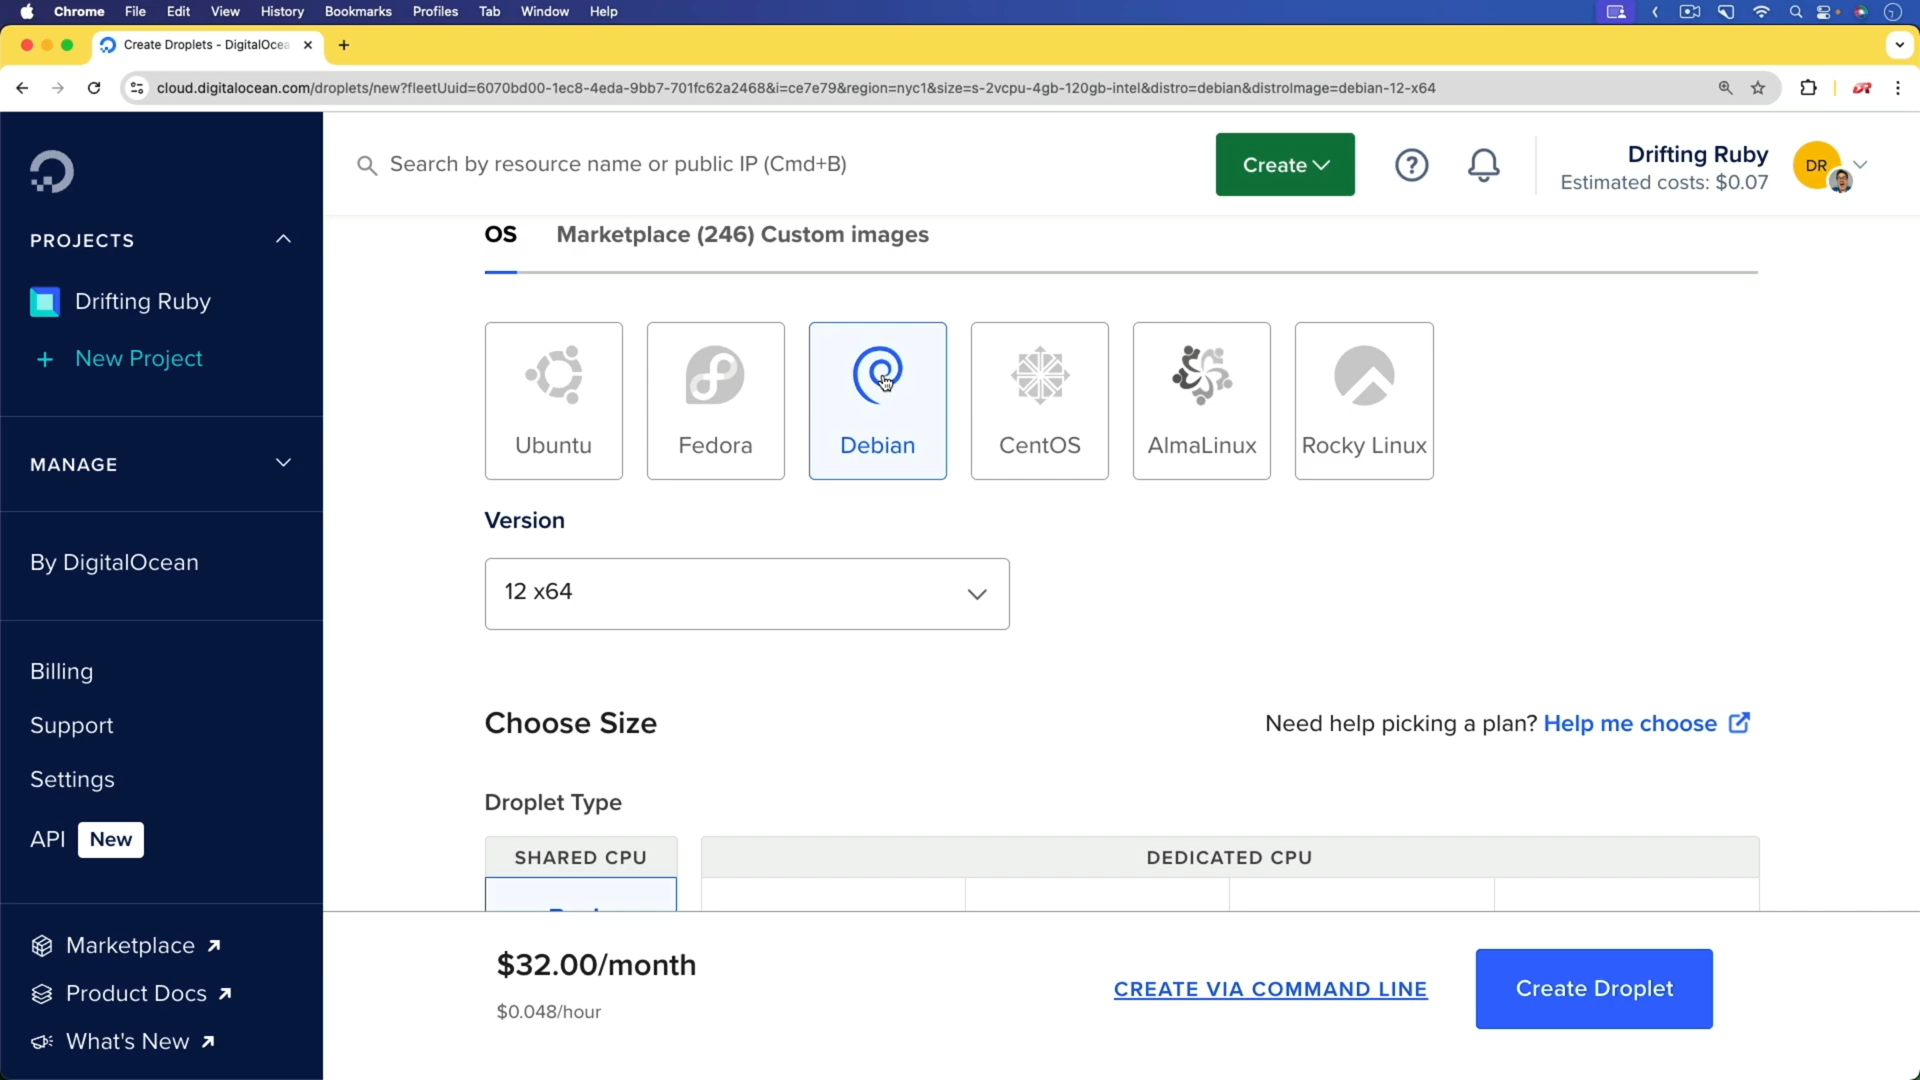 Chrome File Edit View History Bookmarks Profiles Tab Window Help
Create Droplets - DigitalOcea
cloud.digitalocean.com/droplets/new?fleetUuid=6070bd00-1ec8-4eda-9bb7-701fc62a2468&i=ce7e79&region=nyc1&size=s-2vcpu-4gb-120gb-intel&distro=debian&distroImage=debian-12-x64
Search by resource name or public IP (Cmd+B)
Create
Drifting Ruby
Estimated costs: $0.07
DR
PROJECTS
Drifting Ruby
+ New Project
MANAGE
By DigitalOcean
Billing
Support
Settings
API New
Marketplace
Product Docs
What's New
OS Marketplace (246) Custom images
Ubuntu Fedora Debian CentOS AlmaLinux Rocky Linux
Version
12 x64
Choose Size
Need help picking a plan? Help me choose
Droplet Type
SHARED CPU DEDICATED CPU
$32.00/month
$0.048/hour
CREATE VIA COMMAND LINE
Create Droplet